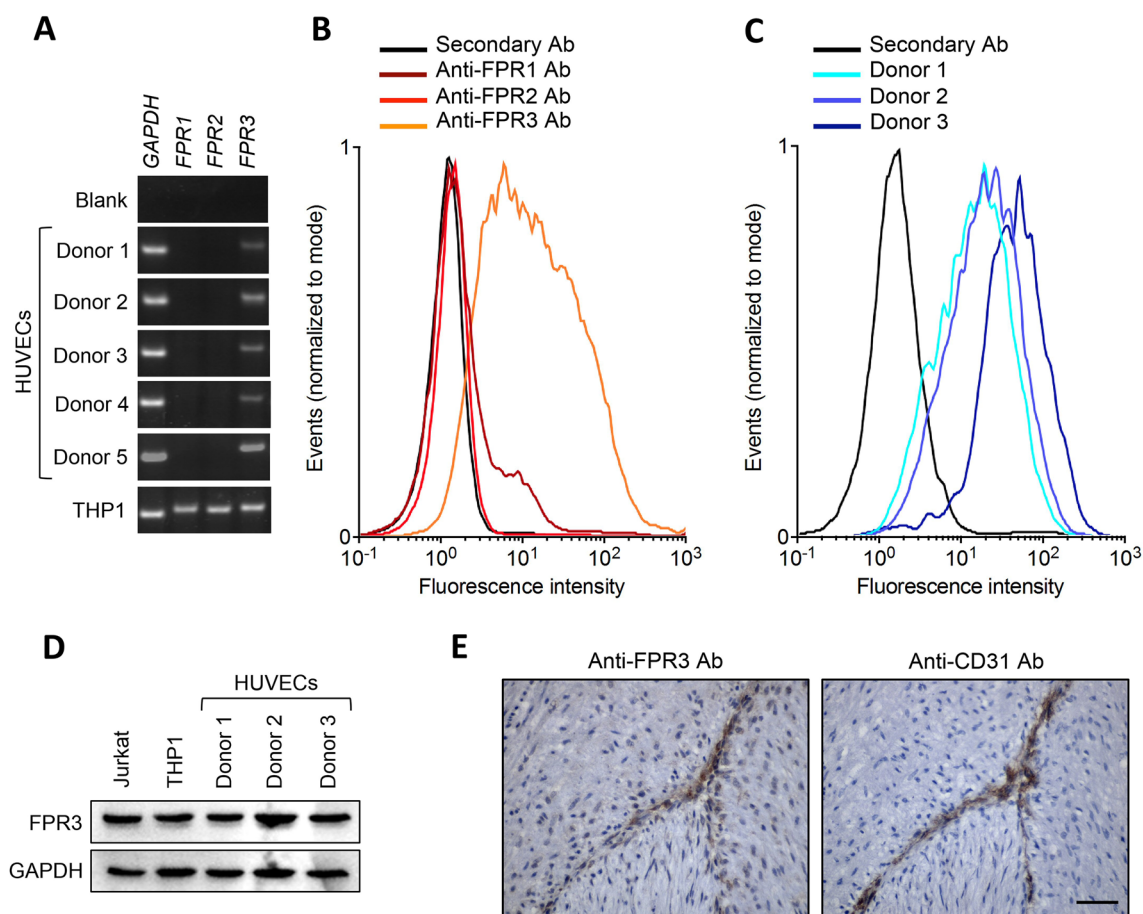 A
GAPDH
FPR1
FPR2
FPR3
Blank
HUVECs
Donor 1
Donor 2
Donor 3
Donor 4
Donor 5
THP1
B
Secondary Ab
Anti-FPR1 Ab
Anti-FPR2 Ab
Anti-FPR3 Ab
Events (normalized to mode)
1
0
10-1 100 101 102 103
Fluorescence intensity
C
Secondary Ab
Donor 1
Donor 2
Donor 3
Events (normalized to mode)
1
0
10-1 100 101 102 103
Fluorescence intensity
D
HUVECs
Jurkat
THP1
Donor 1
Donor 2
Donor 3
FPR3
GAPDH
E
Anti-FPR3 Ab
Anti-CD31 Ab